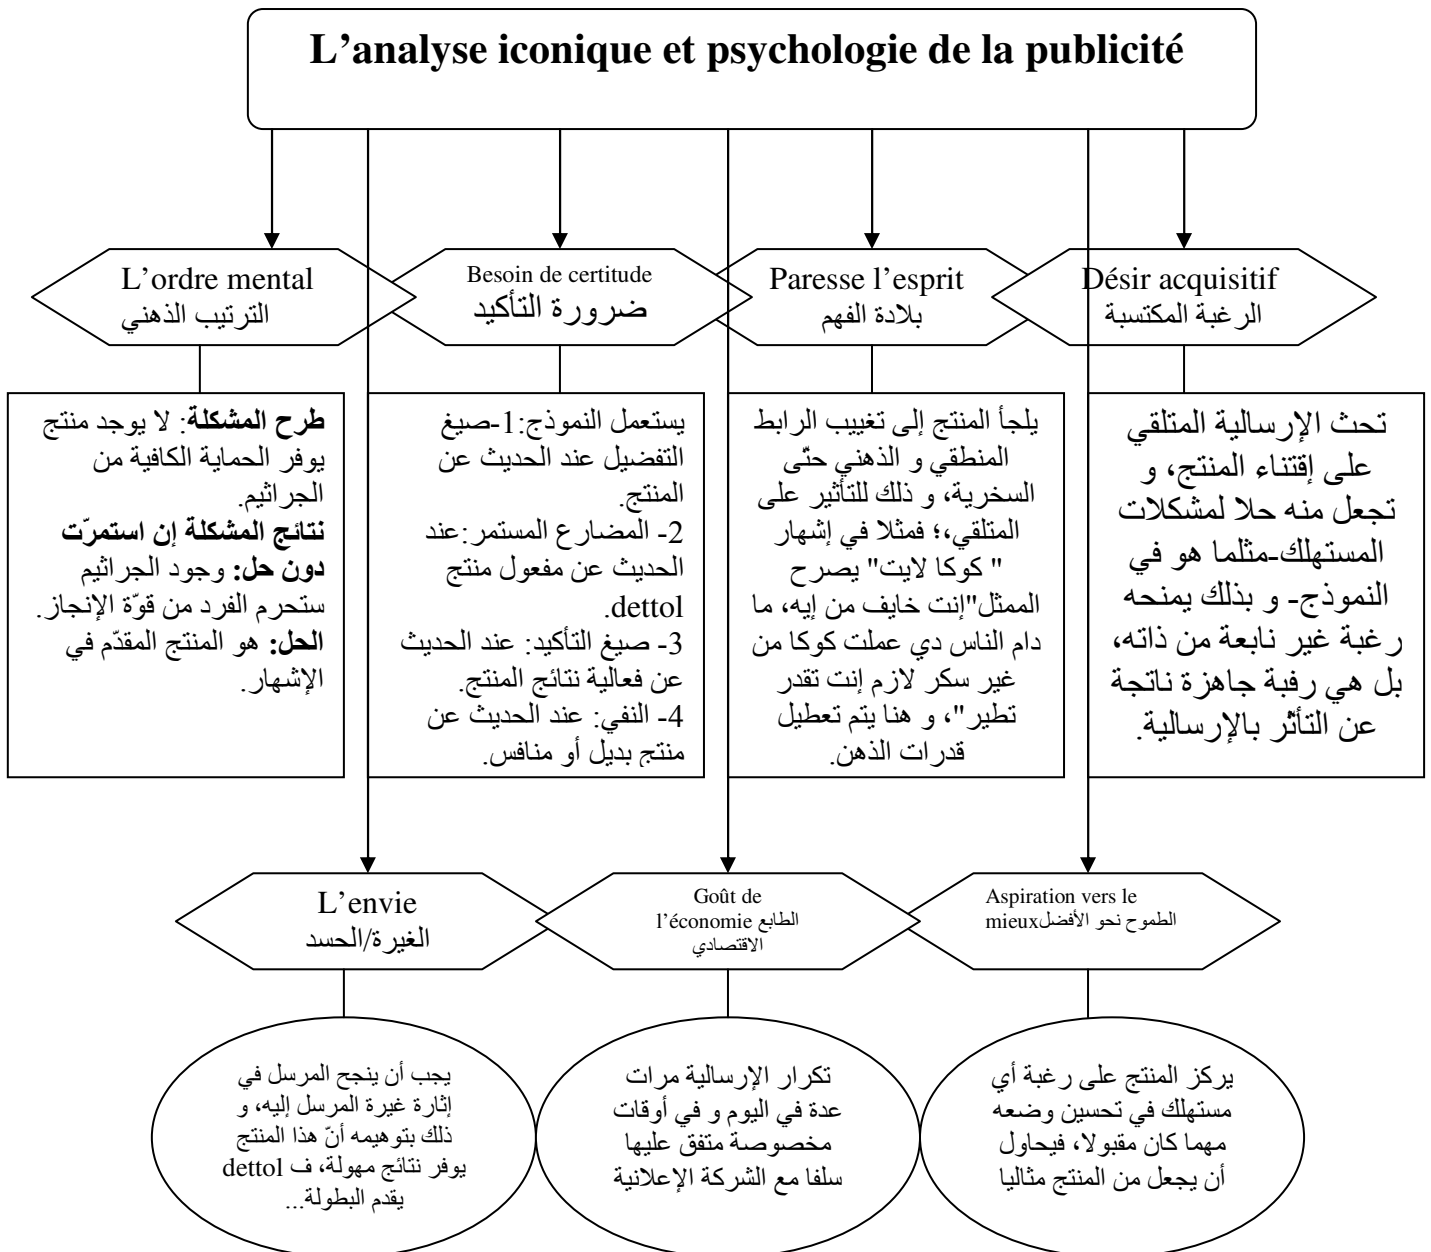 L’analyse iconique et psychologie de la publicité
L’ordre mental
الترتيب الذهني
Besoin de certitude
ضرورة التأكيد
Paresse l’esprit
بلادة الفهم
Désir acquisitif
الرغبة المكتسبة
طرح المشكلة: لا يوجد منتج
يوفر الحماية الكافية من
الجراثيم.
نتائج المشكلة إن استمرّت
دون حل: وجود الجراثيم
ستحرم الفرد من قوّة الإنجاز.
الحل: هو المنتج المقدّم في
الإشهار.
يستعمل النموذج:1-صيغ
التفضيل عند الحديث عن
المنتج.
2- المضارع المستمر:عند
الحديث عن مفعول منتج
dettol.
3- صيغ التأكيد: عند الحديث
عن فعالية نتائج المنتج.
4- النفي: عند الحديث عن
منتج بديل أو منافس.
يلجأ المنتج إلى تغييب الرابط
المنطقي و الذهني حتّى
السخرية، و ذلك للتأثير على
المتلقي،؛ فمثلا في إشهار
" كوكا لايت" يصرح
الممثل"إنت خايف من إيه، ما
دام الناس دي عملت كوكا من
غير سكر لازم إنت تقدر
تطير"، و هنا يتم تعطيل
قدرات الذهن.
تحث الإرسالية المتلقي
على إقتناء المنتج، و
تجعل منه حلا لمشكلات
المستهلك-مثلما هو في
النموذج- و بذلك يمنحه
رغبة غير نابعة من ذاته،
بل هي رفبة جاهزة ناتجة
عن التأثر بالإرسالية.
L’envie
الغيرة/الحسد
Goût de
l’économie الطابع
الاقتصادي
Aspiration vers le
mieux الطموح نحو الأفضل
يجب أن ينجح المرسل في
إثارة غيرة المرسل إليه، و
ذلك بتوهيمه أنّ هذا المنتج
يوفر نتائج مهولة، ف dettol
يقدم البطولة...
تكرار الإرسالية مرات
عدة في اليوم و في أوقات
مخصوصة متفق عليها
سلفا مع الشركة الإعلانية
يركز المنتج على رغبة أي
مستهلك في تحسين وضعه
مهما كان مقبولا، فيحاول
أن يجعل من المنتج مثاليا